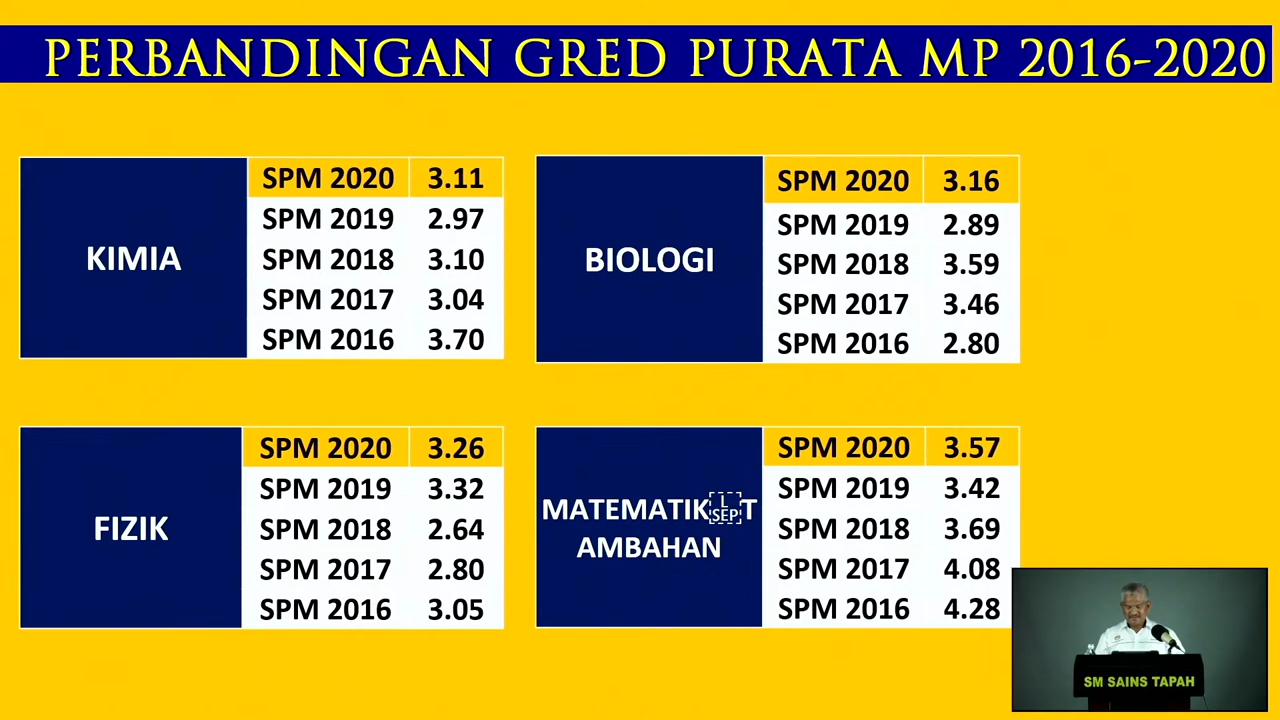 PERBANDINGAN GRED PURATA MP 2016-2020
KIMIA
SPM 2020 3.11
SPM 2019 2.97
SPM 2018 3.10
SPM 2017 3.04
SPM 2016 3.70
BIOLOGI
SPM 2020 3.16
SPM 2019 2.89
SPM 2018 3.59
SPM 2017 3.46
SPM 2016 2.80
FIZIK
SPM 2020 3.26
SPM 2019 3.32
SPM 2018 2.64
SPM 2017 2.80
SPM 2016 3.05
MATEMATIK L SEP T
AMBAHAN
SPM 2020 3.57
SPM 2019 3.42
SPM 2018 3.69
SPM 2017 4.08
SPM 2016 4.28
SM SAINS TAPAH